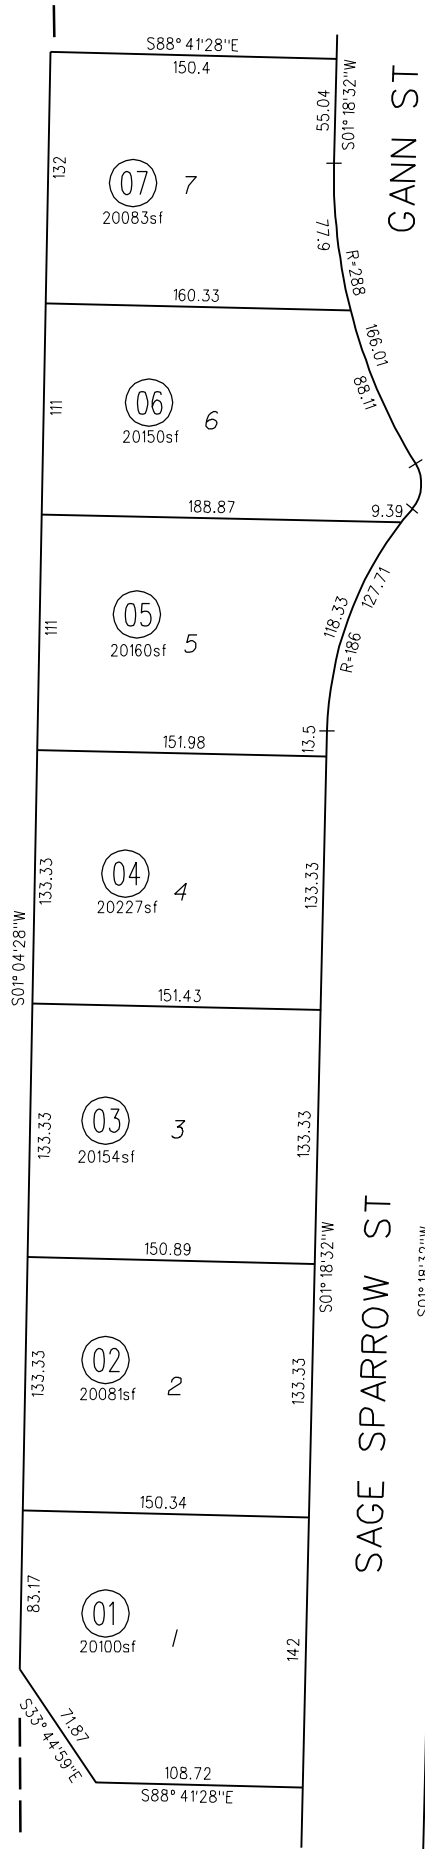 S88° 41'28"E
150.4
55.04
S01° 18'32"W
GANN ST
132
07
7
20083sf
77.9
R=288
160.33
166.01
88.11
111
06
6
20150sf
188.87
9.39
127.71
118.33
R=186
111
05
5
20160sf
151.98
13.5
133.33
04
4
20227sf
133.33
S01° 04'28"W
151.43
133.33
03
3
20154sf
133.33
150.89
S01° 18'32"W
S01° 18'32"W
SAGE SPARROW ST
133.33
02
2
20081sf
133.33
150.34
83.17
01
1
20100sf
142
71.87
S33° 44'59"E
108.72
S88° 41'28"E